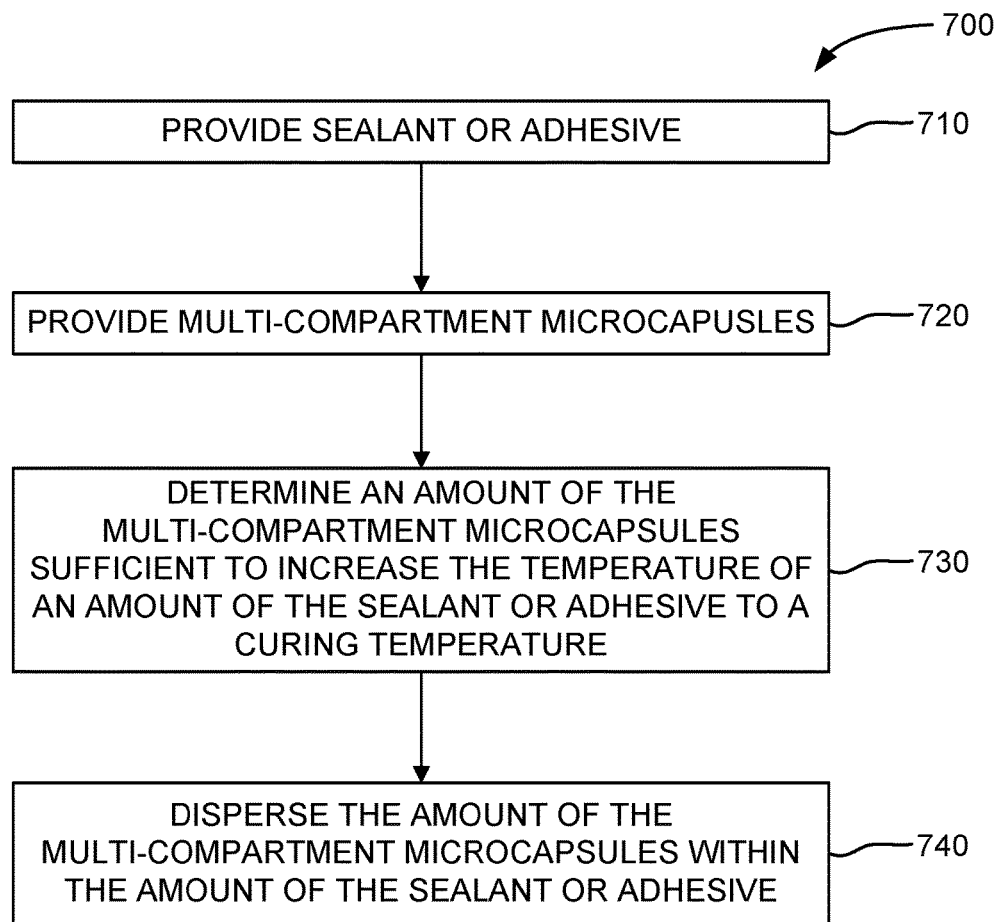 700
PROVIDE SEALANT OR ADHESIVE
710
PROVIDE MULTI-COMPARTMENT MICROCAPUSLES
720
DETERMINE AN AMOUNT OF THE
MULTI-COMPARTMENT MICROCAPSULES
SUFFICIENT TO INCREASE THE TEMPERATURE OF
AN AMOUNT OF THE SEALANT OR ADHESIVE TO A
CURING TEMPERATURE
730
DISPERSE THE AMOUNT OF THE
MULTI-COMPARTMENT MICROCAPSULES WITHIN
THE AMOUNT OF THE SEALANT OR ADHESIVE
740